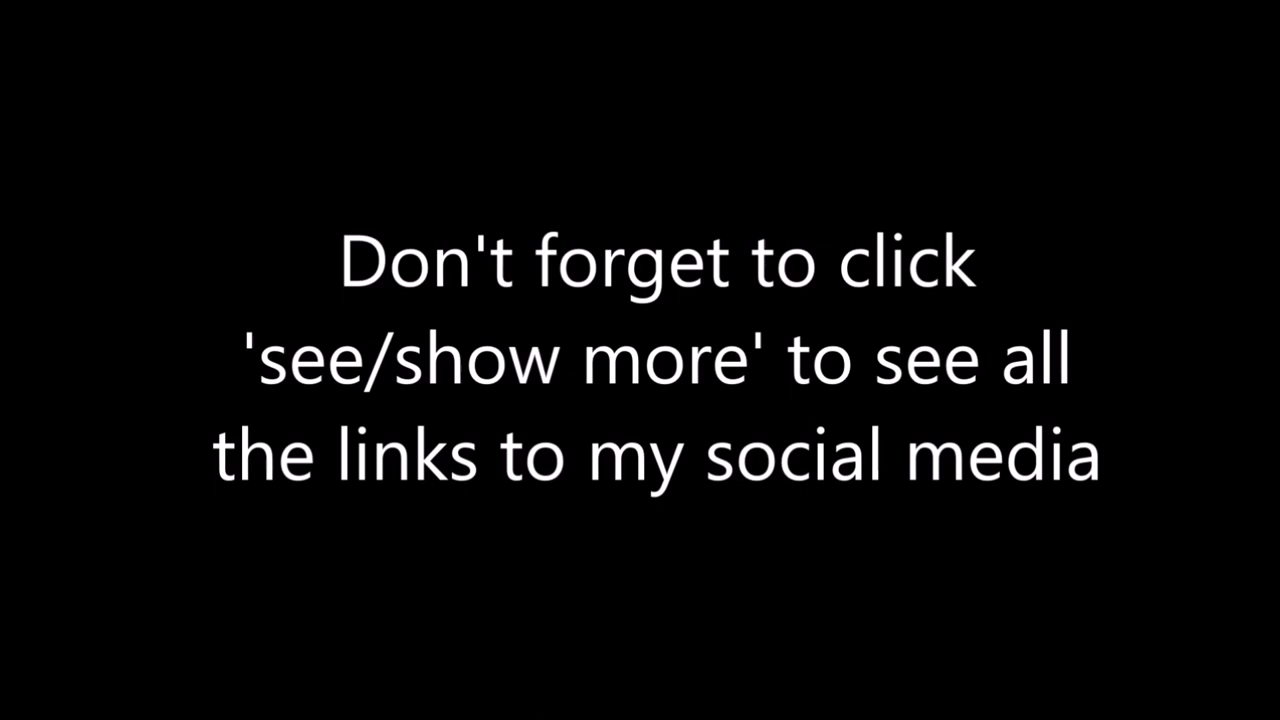 Don't forget to click
'see/show more' to see all
the links to my social media